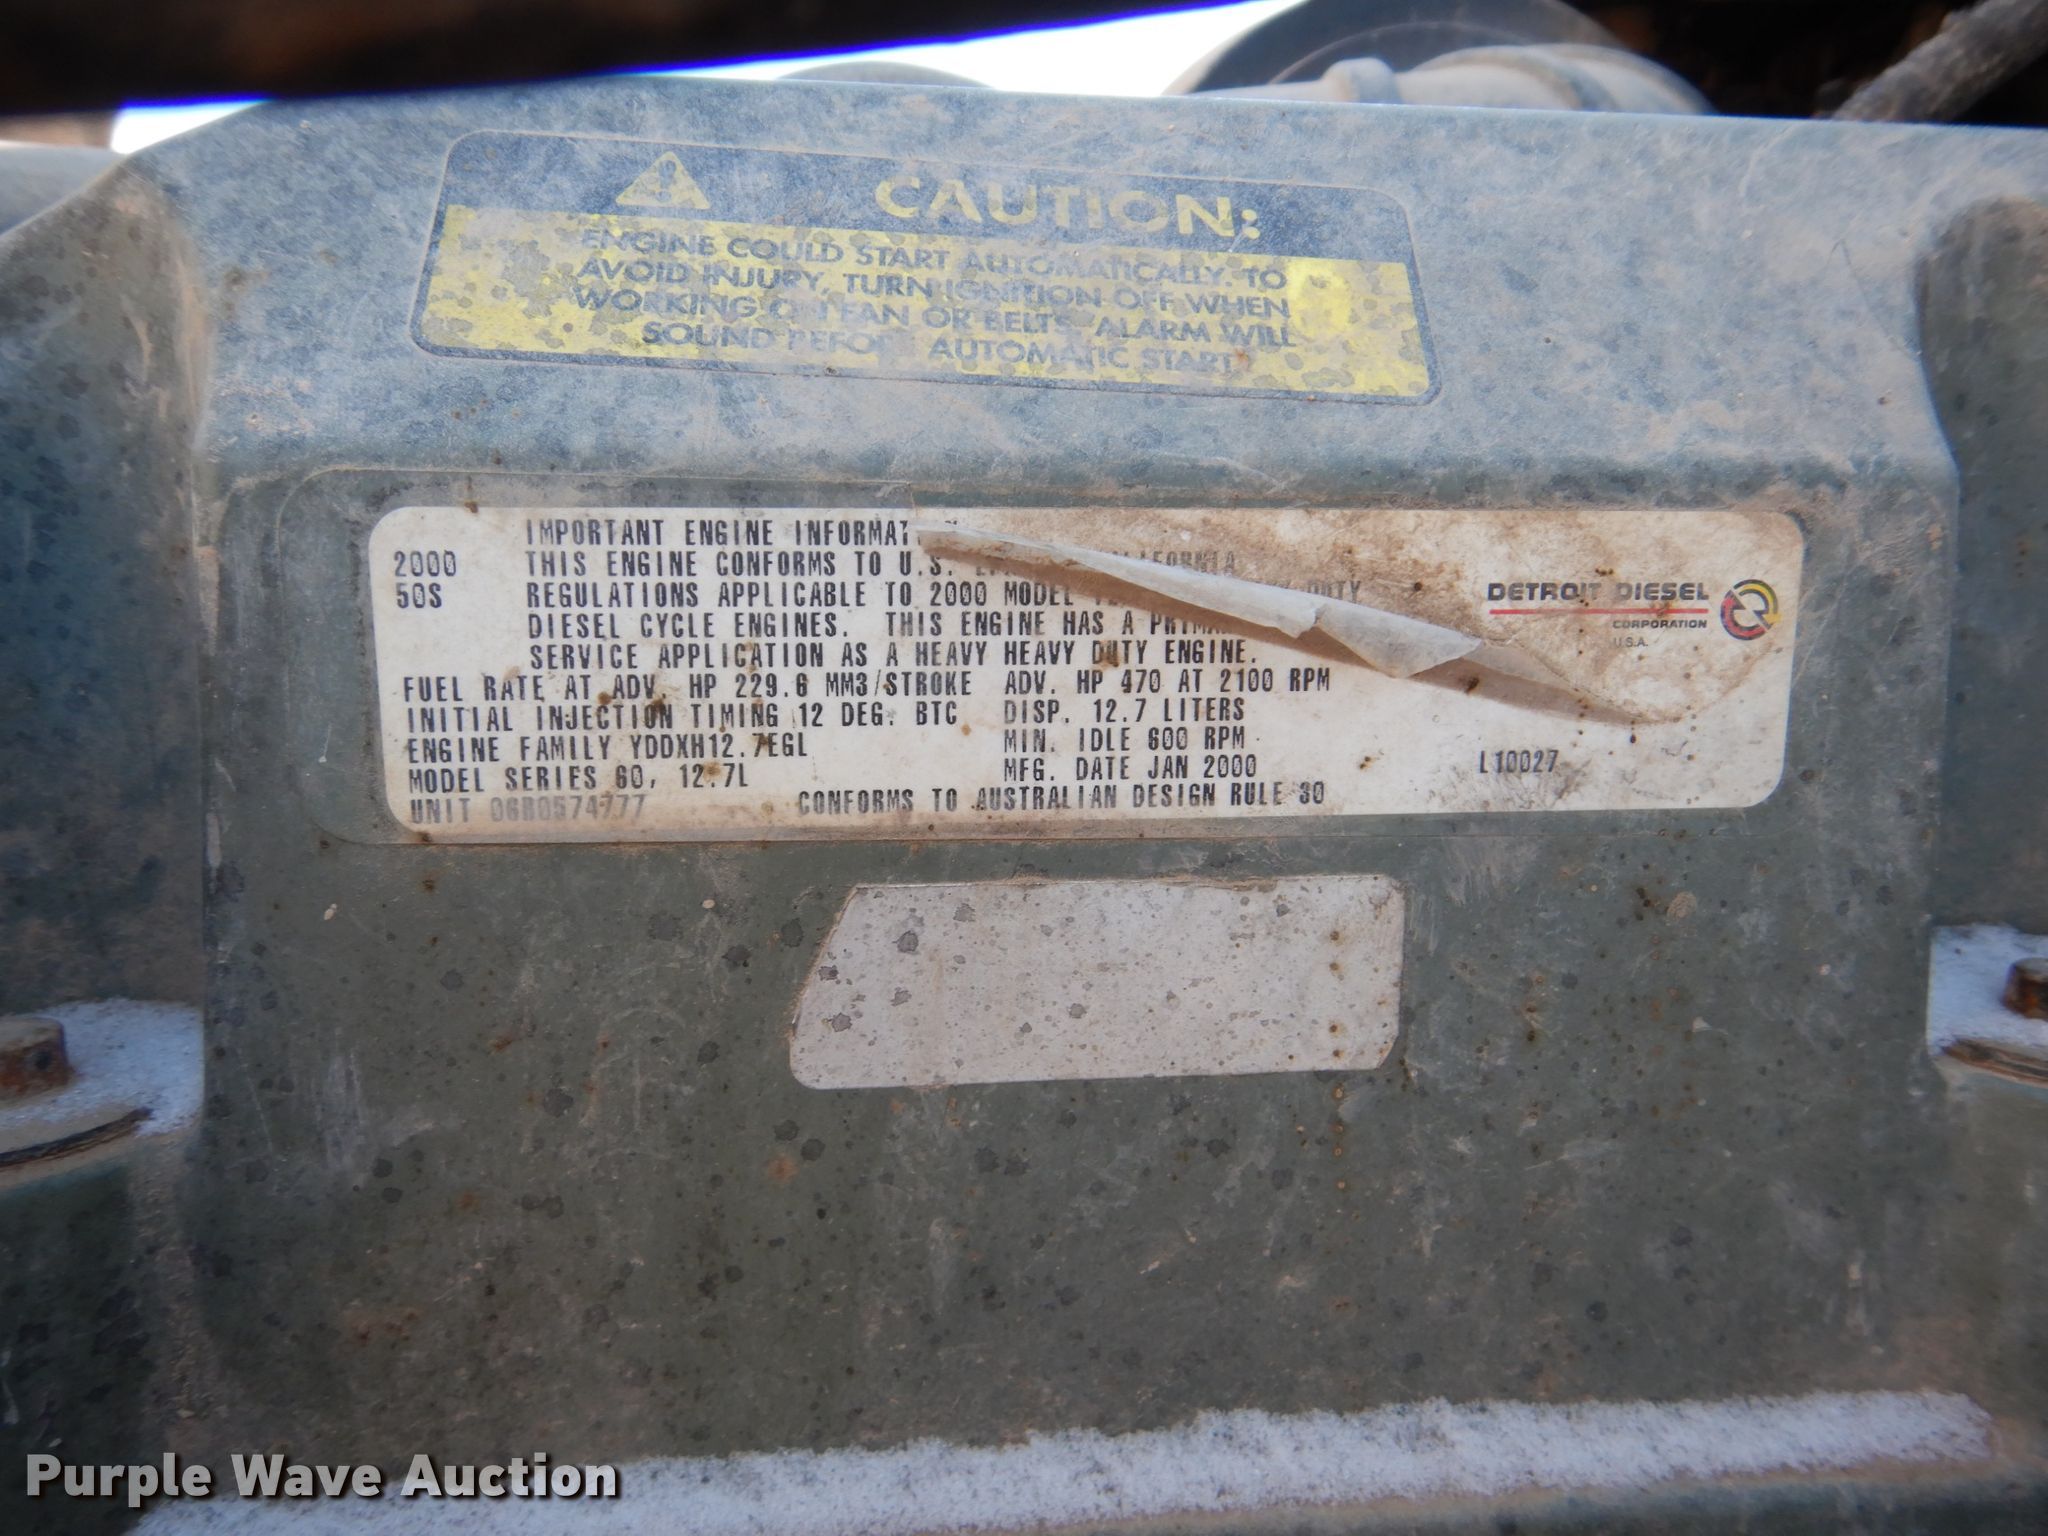 CAUTION:
ENGINE COULD START AUTOMATICALLY. TO
AVOID INJURY, TURN IGNITION OFF WHEN
WORKING ON FAN OR BELTS. ALARM WILL
SOUND BEFORE AUTOMATIC START.
IMPORTANT ENGINE INFORMAT
2000 THIS ENGINE CONFORMS TO U.S. CALIFORNIA
50S REGULATIONS APPLICABLE TO 2000 MODEL DUTY
DIESEL CYCLE ENGINES. THIS ENGINE HAS A PRIMA
SERVICE APPLICATION AS A HEAVY HEAVY DUTY ENGINE.
FUEL RATE AT ADV. HP 229.6 MM3/STROKE ADV. HP 470 AT 2100 RPM
INITIAL INJECTION TIMING 12 DEG. BTC DISP. 12.7 LITERS
ENGINE FAMILY YDDXH12.7EGL MIN. IDLE 600 RPM
MODEL SERIES 60, 12.7L MFG. DATE JAN 2000 L10027
UNIT 06R0574777 CONFORMS TO AUSTRALIAN DESIGN RULE 30
DETROIT DIESEL
CORPORATION
U.S.A.
Purple Wave Auction